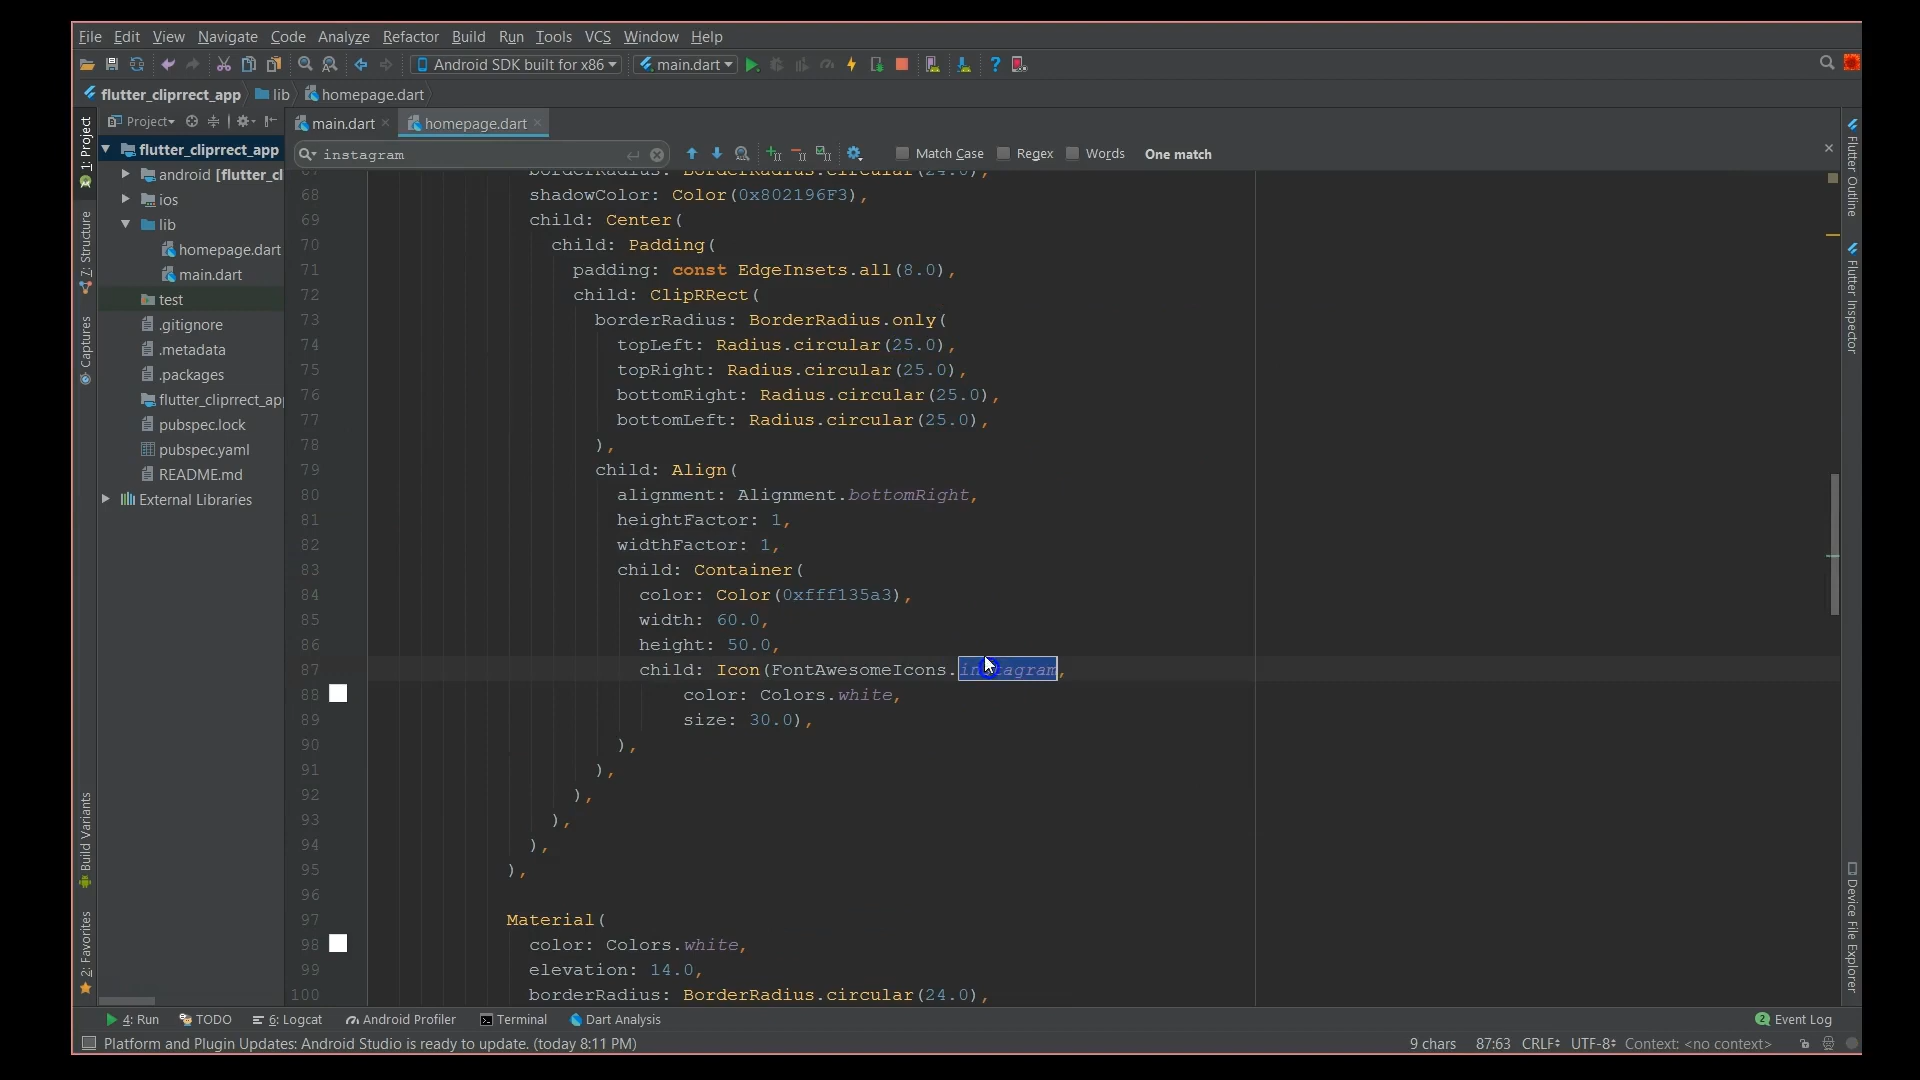 File Edit View Navigate Code Analyze Refactor Build Run Tools VCS Window Help
Android SDK built for x86 main.dart ?
flutter_cliprrect_app lib homepage.dart
1: Project
Z: Structure
Captures
Build Variants
2: Favorites
Project
flutter_cliprrect_app
android [flutter_cl
ios
lib
homepage.dart
main.dart
test
.gitignore
.metadata
.packages
flutter_cliprrect_app
pubspec.lock
pubspec.yaml
README.md
External Libraries
main.dart homepage.dart
instagram Match Case Regex Words One match
67 borderRadius: BorderRadius.circular(24.0),
68 shadowColor: Color(0x802196F3),
69 child: Center(
70 child: Padding(
71 padding: const EdgeInsets.all(8.0),
72 child: ClipRRect(
73 borderRadius: BorderRadius.only(
74 topLeft: Radius.circular(25.0),
75 topRight: Radius.circular(25.0),
76 bottomRight: Radius.circular(25.0),
77 bottomLeft: Radius.circular(25.0),
78 ),
79 child: Align(
80 alignment: Alignment.bottomRight,
81 heightFactor: 1,
82 widthFactor: 1,
83 child: Container(
84 color: Color(0xfff135a3),
85 width: 60.0,
86 height: 50.0,
87 child: Icon(FontAwesomeIcons.instagram,
88 color: Colors.white,
89 size: 30.0),
90 ),
91 ),
92 ),
93 ),
94 ),
95 ),
96
97 Material(
98 color: Colors.white,
99 elevation: 14.0,
100 borderRadius: BorderRadius.circular(24.0),
Flutter Outline
Flutter Inspector
Device File Explorer
4: Run TODO 6: Logcat Android Profiler Terminal Dart Analysis 2 Event Log
Platform and Plugin Updates: Android Studio is ready to update. (today 8:11 PM) 9 chars 87:63 CRLF UTF-8 Context: <no context>